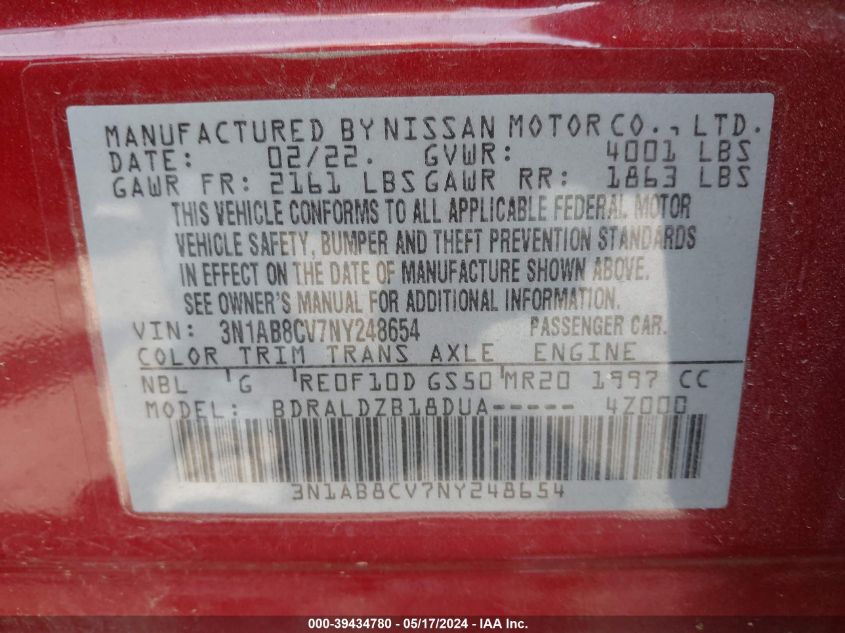 MANUFACTURED BY NISSAN MOTOR CO., LTD.
DATE: 02/22. GVWR: 4001 LBS
GAWR FR: 2161 LBS GAWR RR: 1863 LBS
THIS VEHICLE CONFORMS TO ALL APPLICABLE FEDERAL MOTOR
VEHICLE SAFETY, BUMPER AND THEFT PREVENTION STANDARDS
IN EFFECT ON THE DATE OF MANUFACTURE SHOWN ABOVE.
SEE OWNER'S MANUAL FOR ADDITIONAL INFORMATION.
VIN: 3N1AB8CV7NY248654 PASSENGER CAR.
COLOR TRIM TRANS AXLE ENGINE
NBL 'G 'RE0F10D GS50'MR20 1997 CC
MODEL: BDRALDZB18DUA----- 4Z000
3N1AB8CV7NY248654
000-39434780 - 05/17/2024 - IAA Inc.